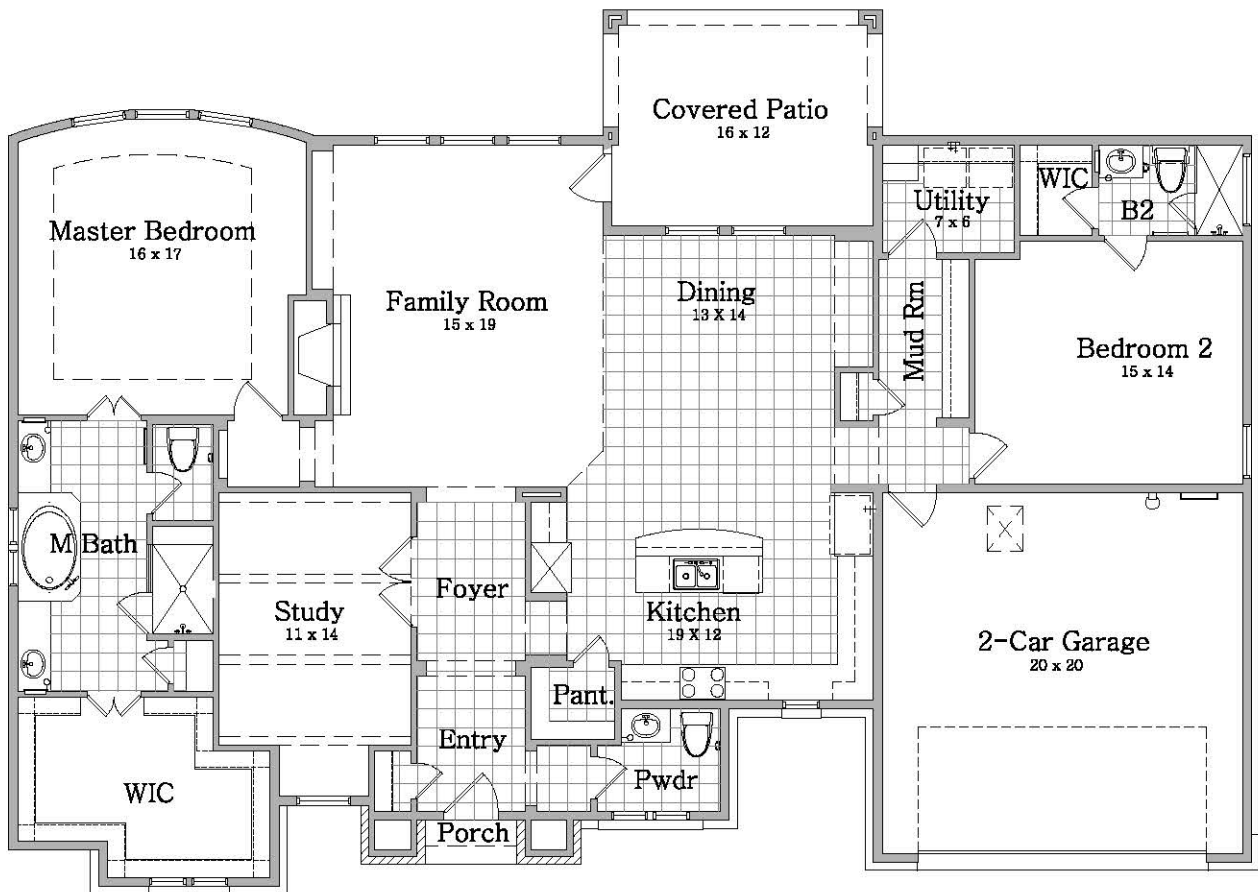 Covered Patio
16 x 12
Master Bedroom
16 x 17
Family Room
15 x 19
Dining
13 X 14
Utility
7 x 6
WIC
B2
Mud Rm
Bedroom 2
15 x 14
M Bath
Study
11 x 14
Foyer
Kitchen
19 X 12
2-Car Garage
20 x 20
Pant.
Entry
Pwdr
WIC
Porch